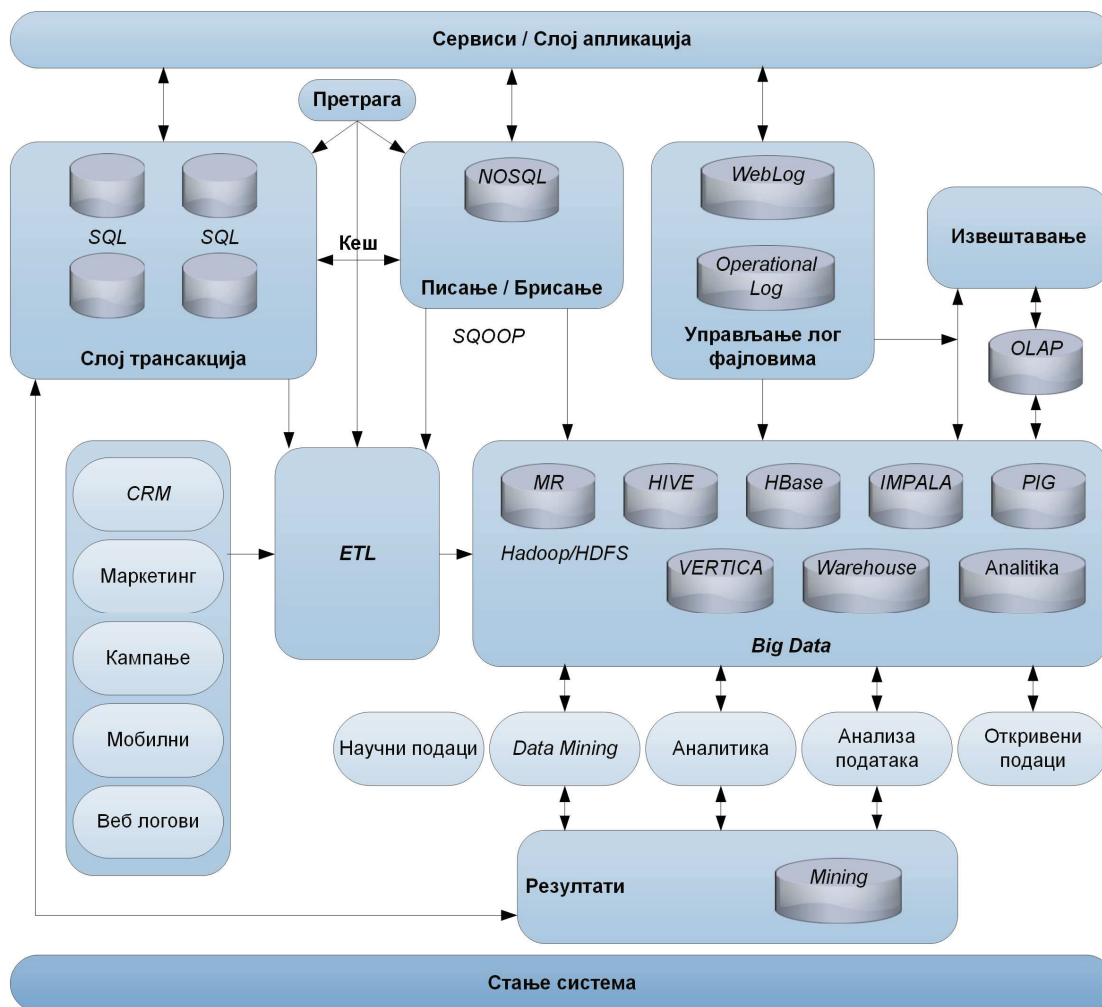 Сервиси / Слој апликација
Претрага
SQL
SQL
Слој трансакција
Кеш
NOSQL
Писање / Брисање
SQOOP
WebLog
Operational
Log
Управљање лог
фајловима
Извештавање
OLAP
CRM
Маркетинг
Кампање
Мобилни
Веб логови
ETL
MR
HIVE
HBase
IMPALA
PIG
Hadoop/HDFS
VERTICA
Warehouse
Analitika
Big Data
Научни подаци
Data Mining
Аналитика
Анализа
података
Откривени
подаци
Резултати
Mining
Стање система